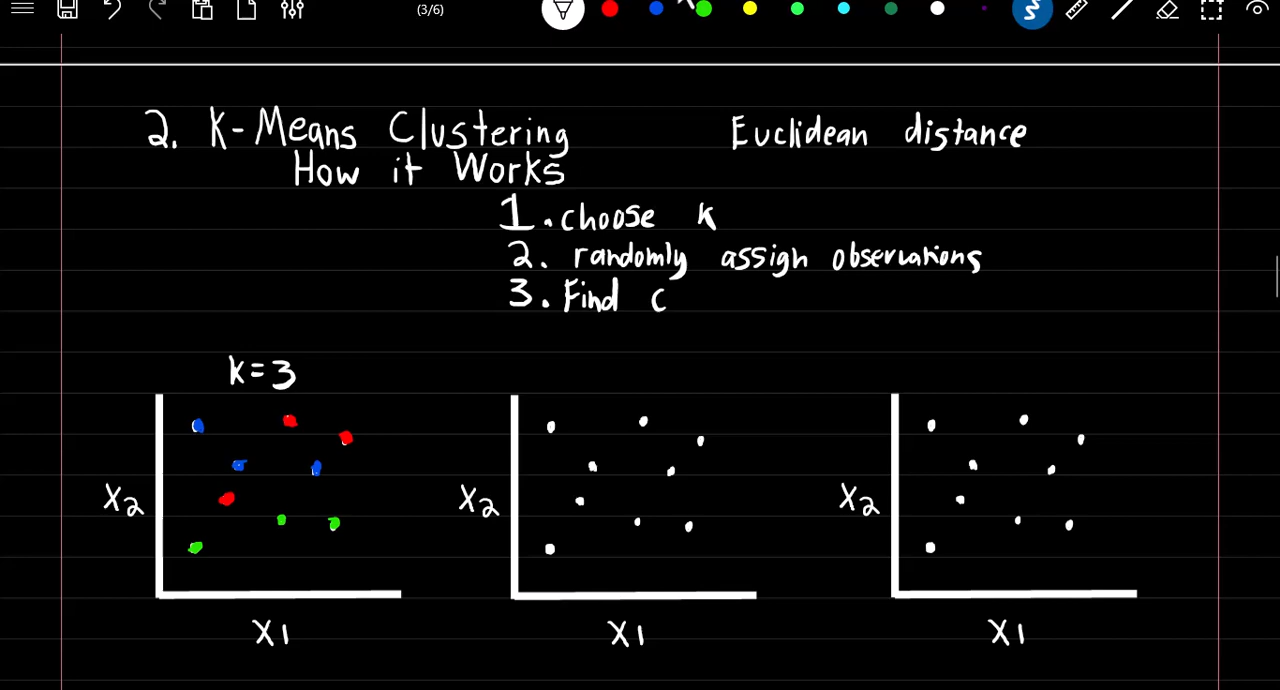 (3/6)
2. K-Means Clustering
Euclidean distance
How it Works
1. choose k
2. randomly assign observations
3. Find c
k=3
X2
X2
X2
X1
X1
X1